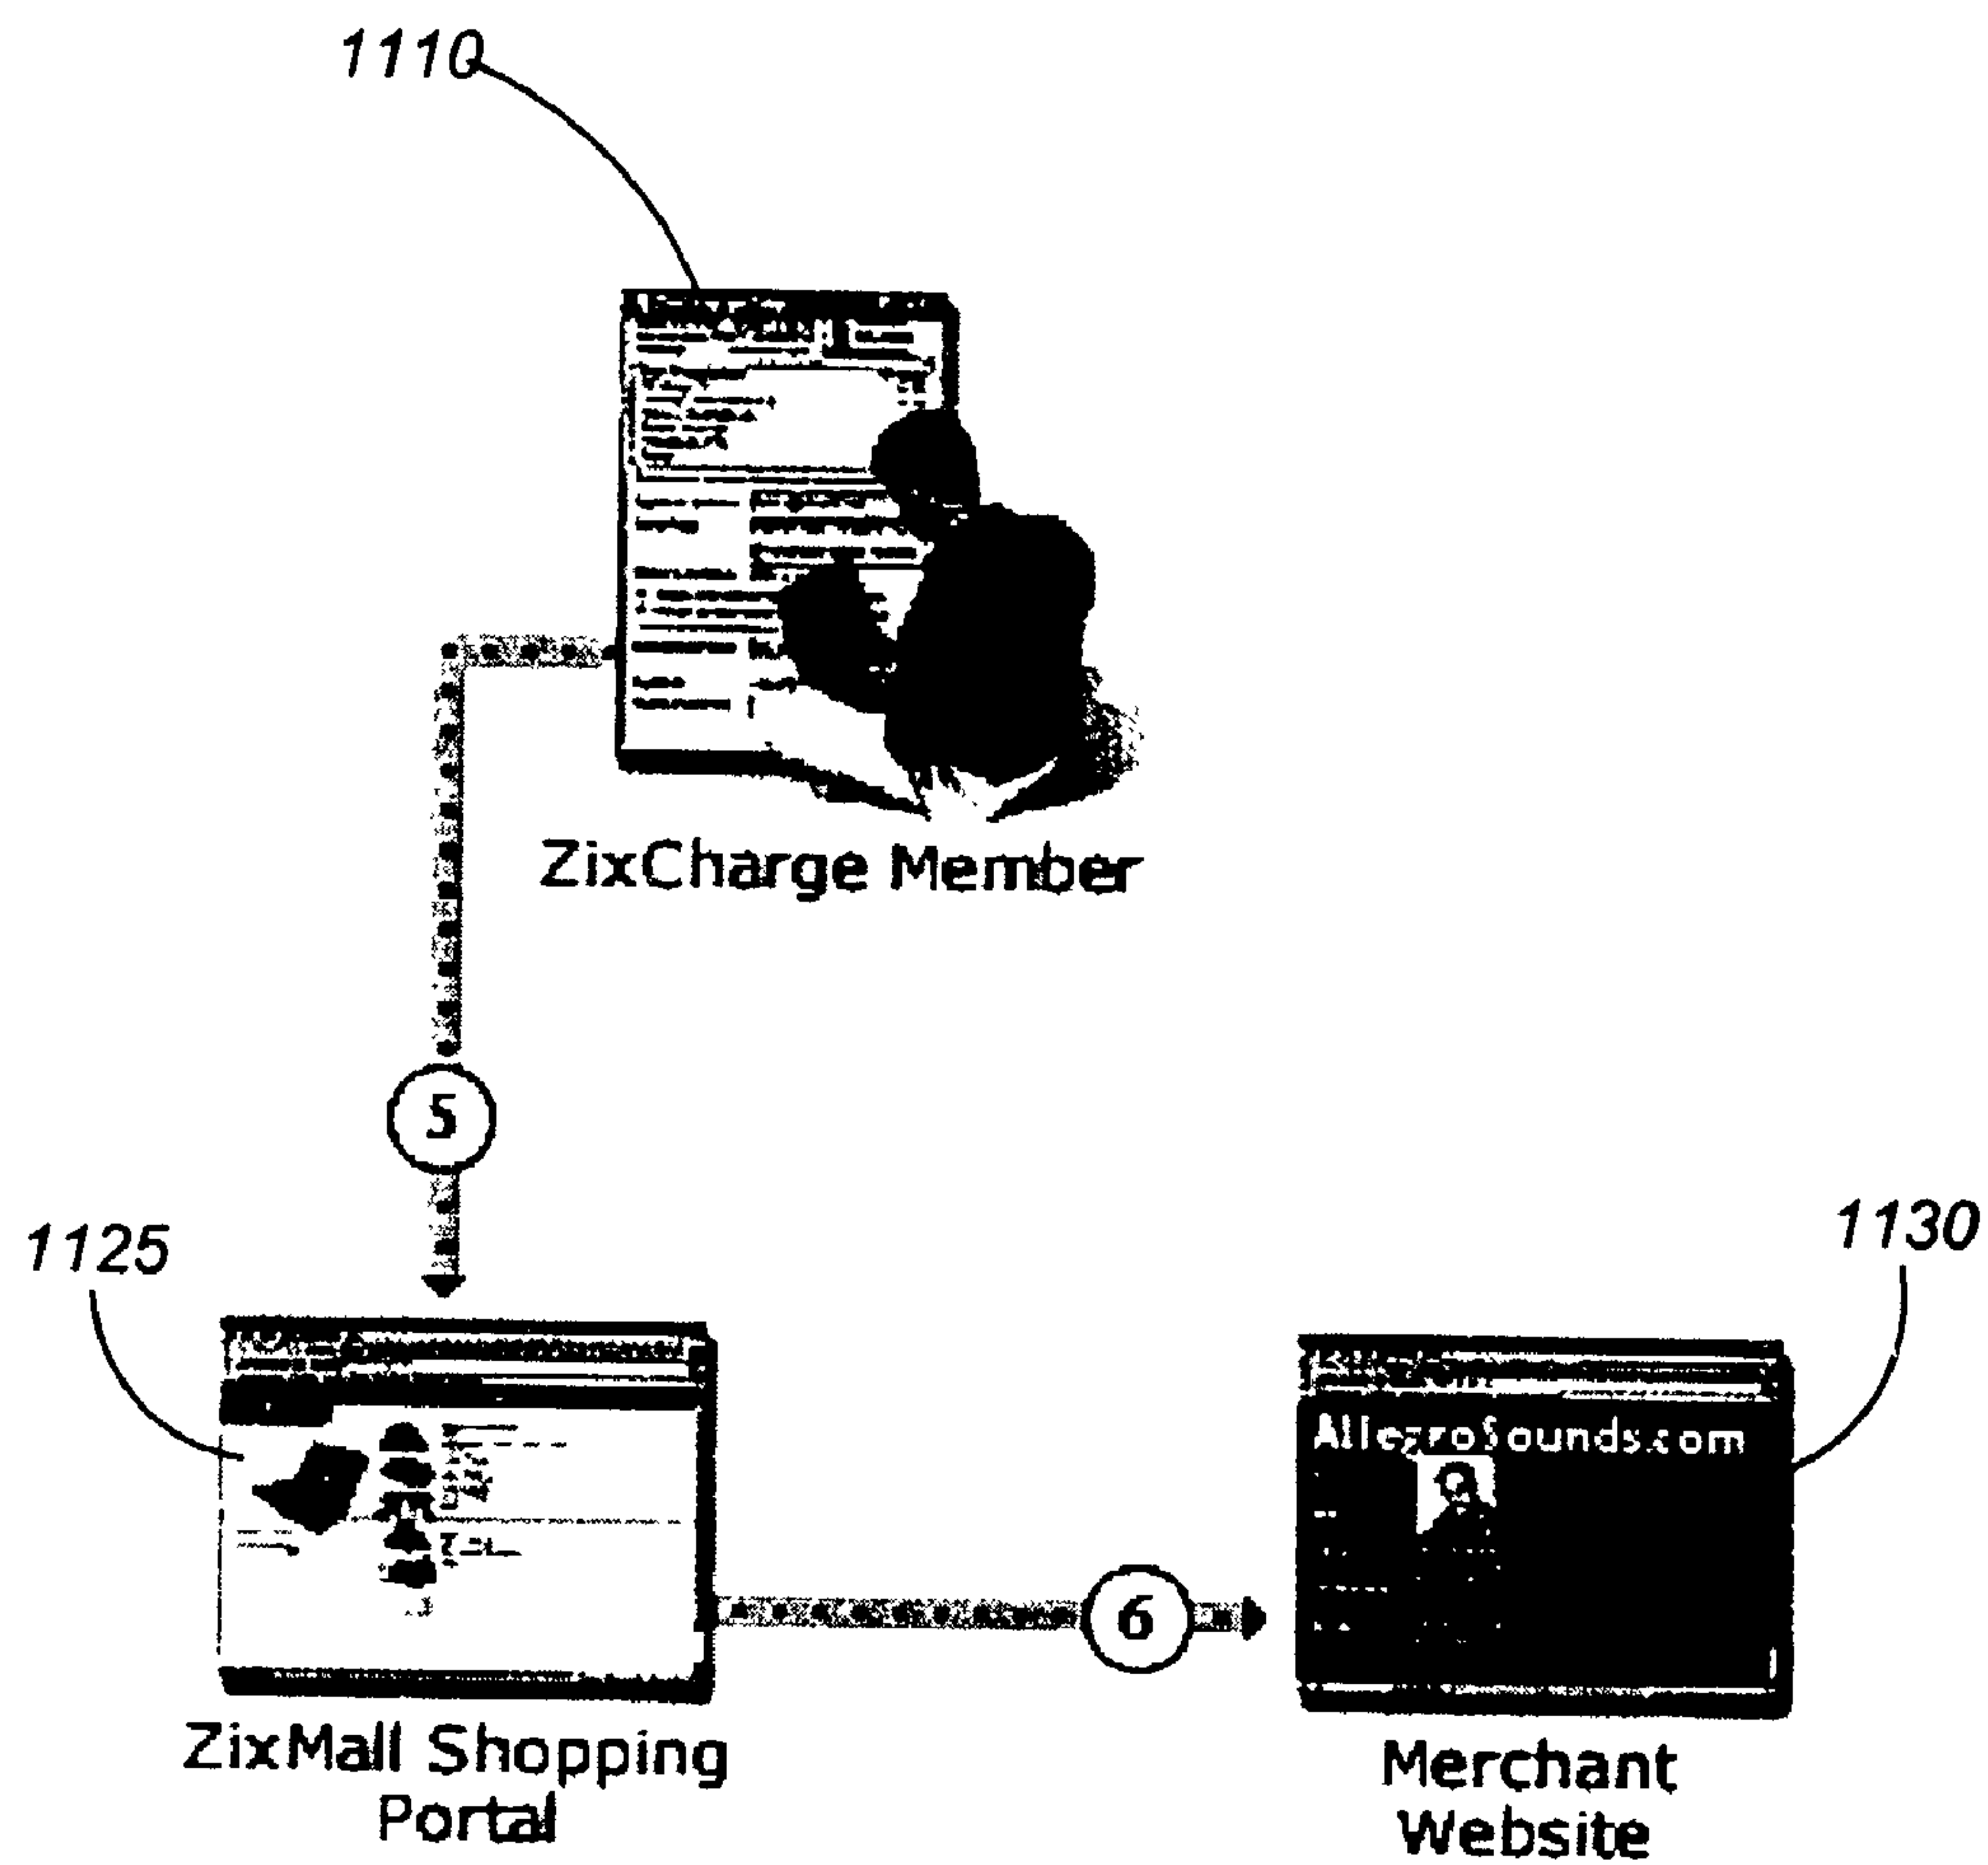 1110
ZixCharge Member
5
1125
1130
AllegroSounds.com
6
ZixMall Shopping
Portal
Merchant
Website